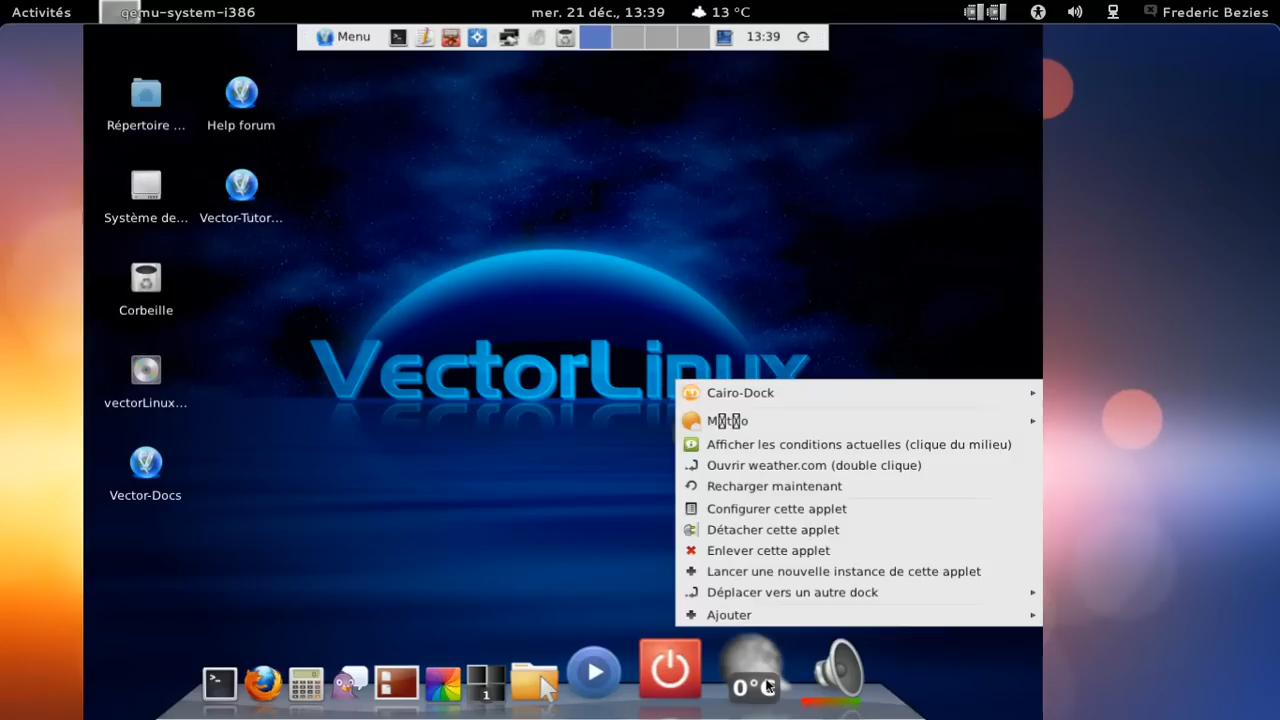 Activités
qemu-system-i386
mer. 21 déc., 13:39
13 °C
Frederic Bezies
Menu
13:39
Répertoire ...
Help forum
Système de...
Vector-Tutor...
Corbeille
vectorLinux...
Vector-Docs
VectorLinux
Cairo-Dock
Afficher les conditions actuelles (clique du milieu)
Ouvrir weather.com (double clique)
Recharger maintenant
Configurer cette applet
Détacher cette applet
Enlever cette applet
Lancer une nouvelle instance de cette applet
Déplacer vers un autre dock
Ajouter
1